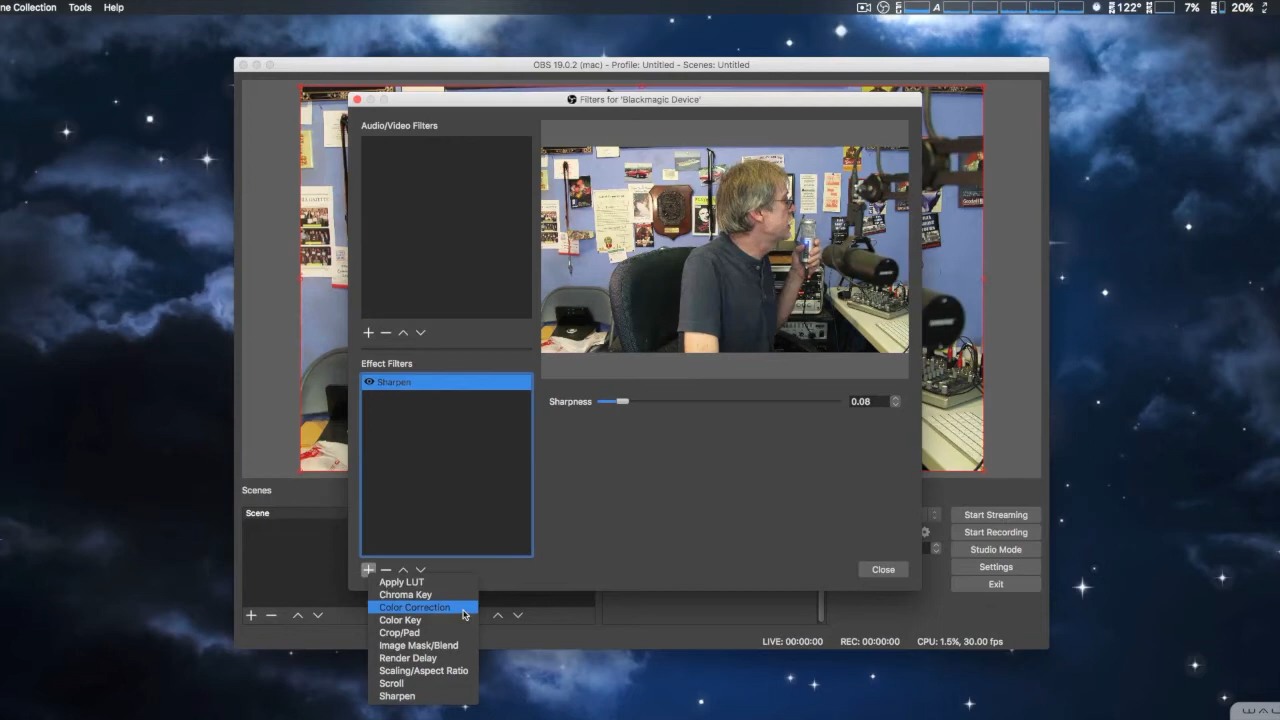 ne Collection Tools Help
A 122° 7% 20%
OBS 19.0.2 (mac) - Profile: Untitled - Scenes: Untitled
Filters for 'Blackmagic Device'
Audio/Video Filters
Effect Filters
Sharpen
Sharpness 0.08
Close
Apply LUT
Chroma Key
Color Correction
Color Key
Crop/Pad
Image Mask/Blend
Render Delay
Scaling/Aspect Ratio
Scroll
Sharpen
Scenes
Scene
Start Streaming
Start Recording
Studio Mode
Settings
Exit
LIVE: 00:00:00 REC: 00:00:00 CPU: 1.5%, 30.00 fps